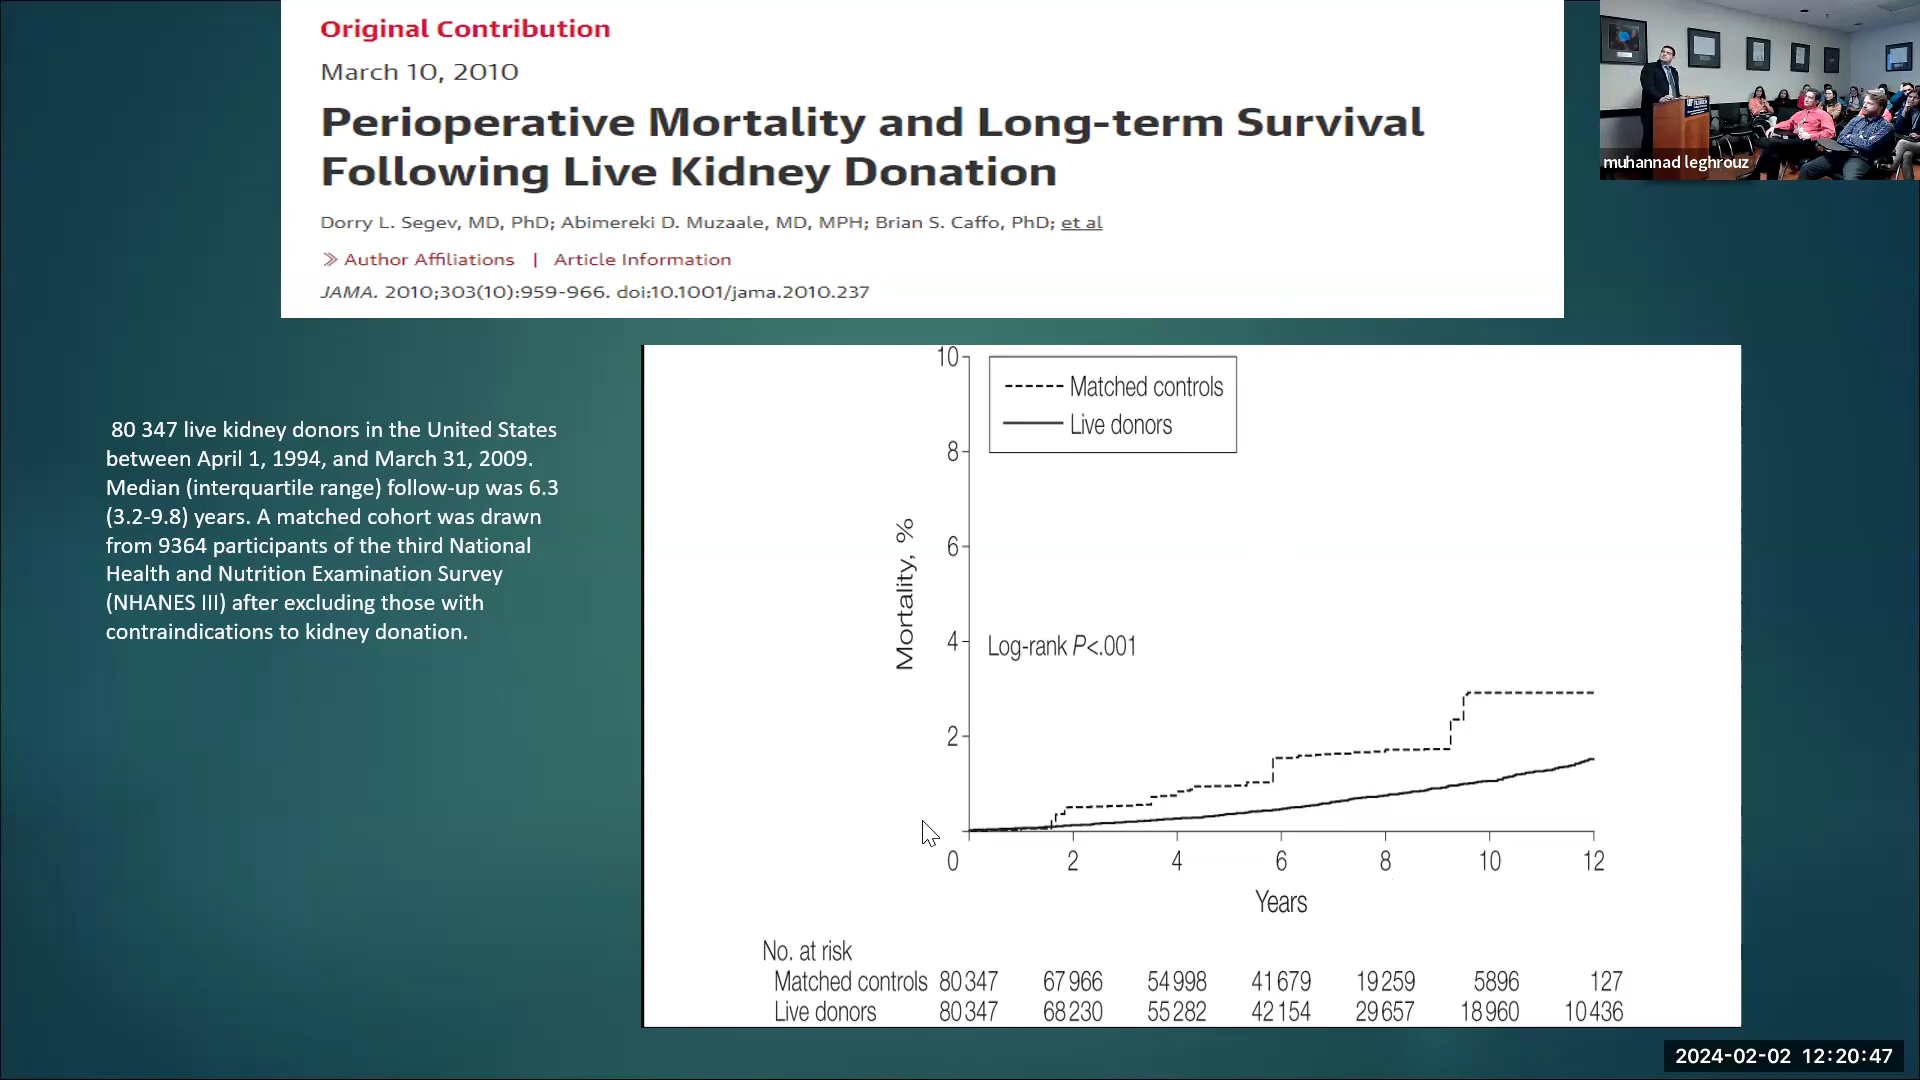 Original Contribution
March 10, 2010
Perioperative Mortality and Long-term Survival
Following Live Kidney Donation
Dorry L. Segev, MD, PhD; Abimereki D. Muzaale, MD, MPH; Brian S. Caffo, PhD; et al
Author Affiliations | Article Information
JAMA. 2010;303(10):959-966. doi:10.1001/jama.2010.237
muhannad leghrouz
80 347 live kidney donors in the United States
between April 1, 1994, and March 31, 2009.
Median (interquartile range) follow-up was 6.3
(3.2-9.8) years. A matched cohort was drawn
from 9364 participants of the third National
Health and Nutrition Examination Survey
(NHANES III) after excluding those with
contraindications to kidney donation.
10
8
6
4
2
Mortality, %
Matched controls
Live donors
Log-rank P<.001
0 2 4 6 8 10 12
Years
No. at risk
Matched controls 80347 67966 54998 41679 19259 5896 127
Live donors 80347 68230 55282 42154 29657 18960 10436
2024-02-02 12:20:47